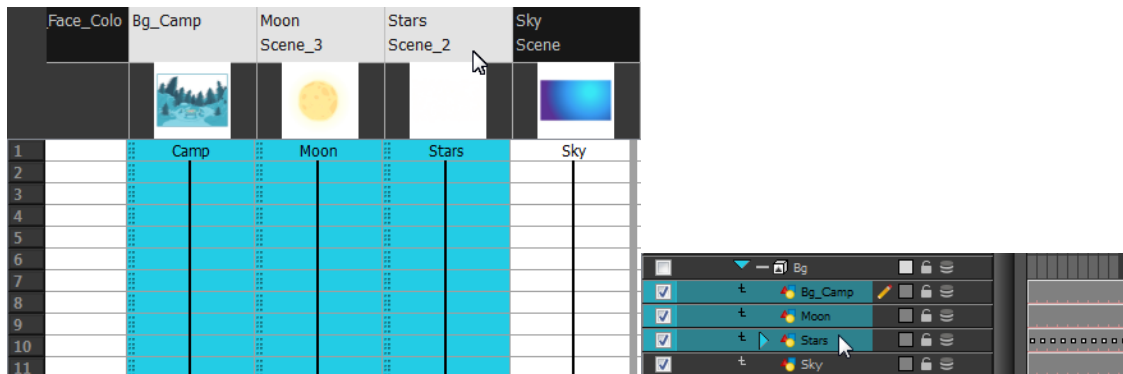 _Face_Colo Bg_Camp Moon Stars Sky
Scene_3 Scene_2 Scene
1 Camp Moon Stars Sky
2
3
4
5
6
7
8
9
10
11
Bg
Bg_Camp
Moon
Stars
Sky